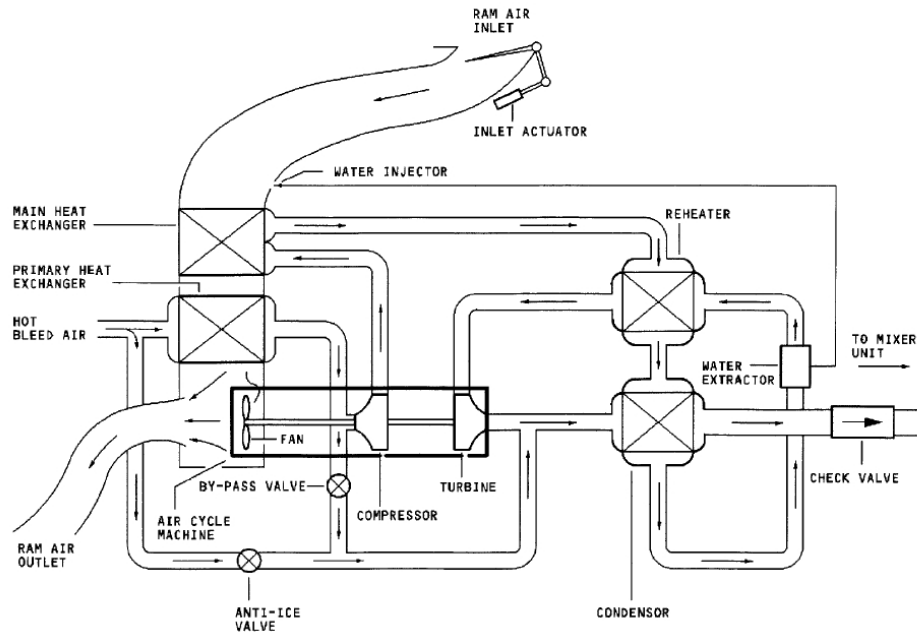 RAM AIR
INLET
INLET ACTUATOR
WATER INJECTOR
MAIN HEAT
EXCHANGER
REHEATER
PRIMARY HEAT
EXCHANGER
HOT
BLEED AIR
TO MIXER
UNIT
WATER
EXTRACTOR
FAN
BY-PASS VALVE
TURBINE
CHECK VALVE
COMPRESSOR
AIR CYCLE
MACHINE
RAM AIR
OUTLET
ANTI-ICE
VALVE
CONDENSOR